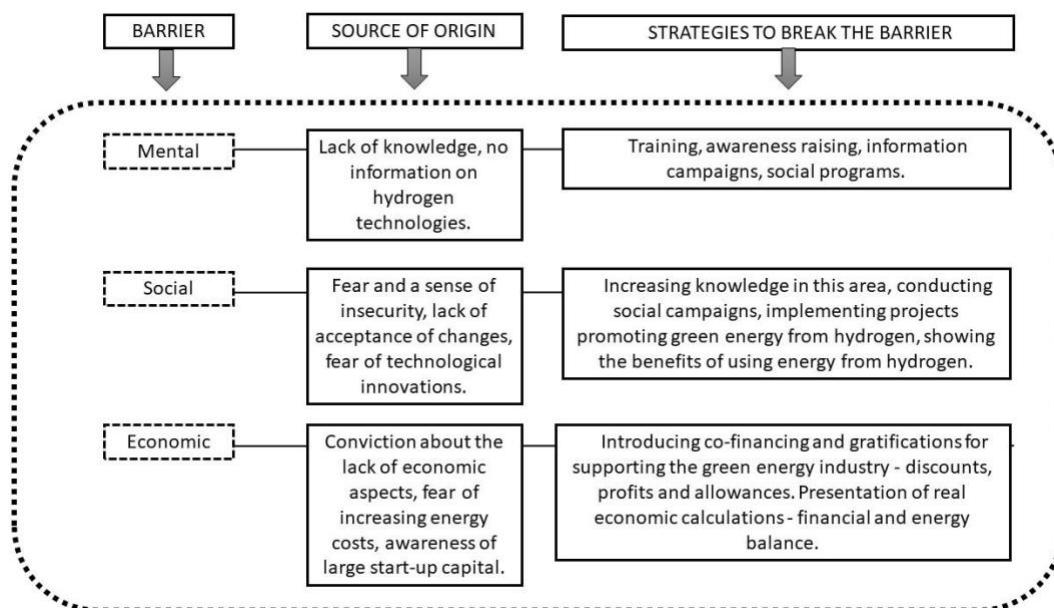 BARRIER
SOURCE OF ORIGIN
STRATEGIES TO BREAK THE BARRIER
Mental
Lack of knowledge, no
information on
hydrogen
technologies.
Training, awareness raising, information
campaigns, social programs.
Social
Fear and a sense of
insecurity, lack of
acceptance of changes,
fear of technological
innovations.
Increasing knowledge in this area, conducting
social campaigns, implementing projects
promoting green energy from hydrogen, showing
the benefits of using energy from hydrogen.
Economic
Conviction about the
lack of economic
aspects, fear of
increasing energy
costs, awareness of
large start-up capital.
Introducing co-financing and gratifications for
supporting the green energy industry - discounts,
profits and allowances. Presentation of real
economic calculations - financial and energy
balance.